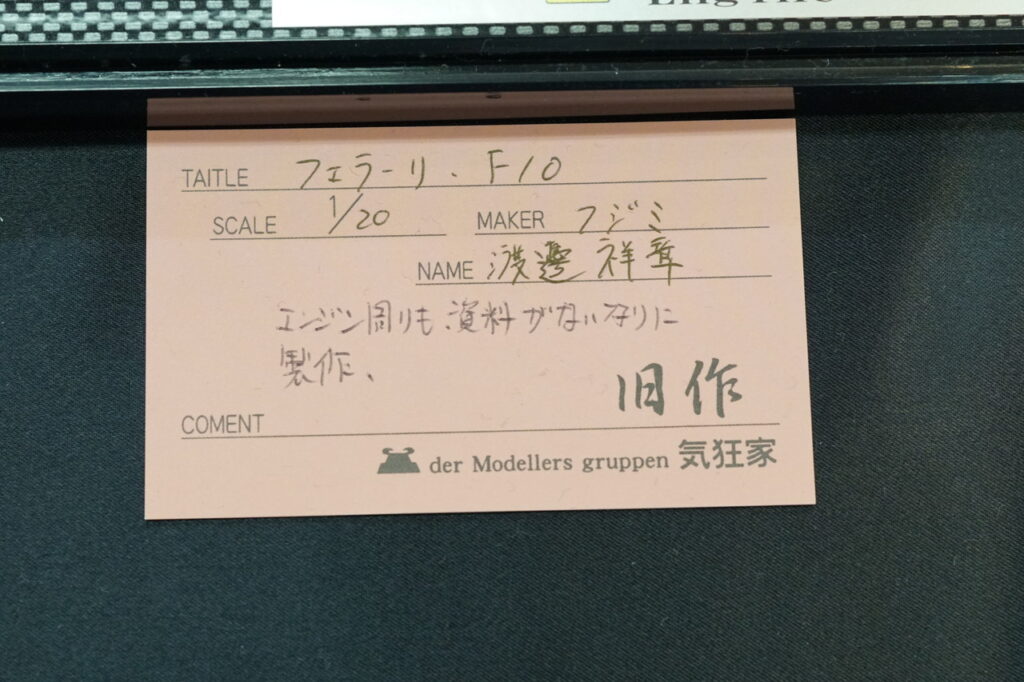 TAITLE フェラーリ. F10
SCALE 1/20 MAKER フジミ
NAME 渡邊 祥章
エンジン周りも、資料がないなりに
製作、
旧作
COMENT
der Modellers gruppen 気狂家